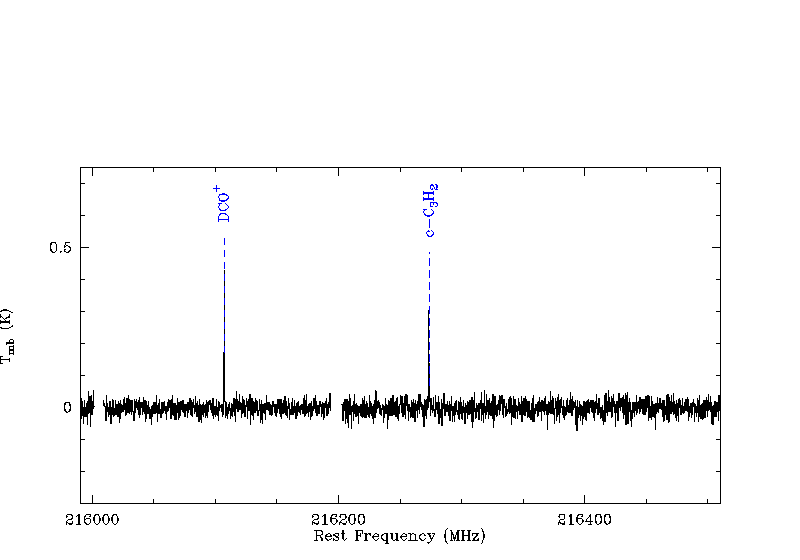 DCO+
c-C3H2
0.5
0
Tmb (K)
216000 216200 216400
Rest Frequency (MHz)